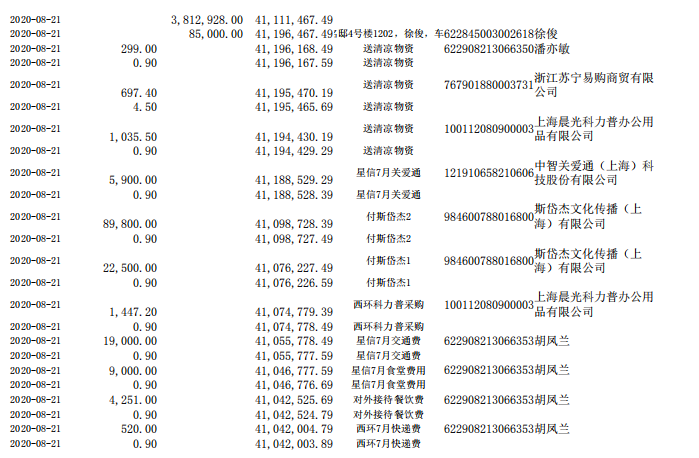 2020-08-21 3,812,928.00 41,111,467.49
2020-08-21 85,000.00 41,196,467.49 邸4号楼1202，徐俊，车 622845003002618 徐俊
2020-08-21 299.00 41,196,168.49 送清凉物资 622908213066350 潘亦敏
2020-08-21 0.90 41,196,167.59 送清凉物资
2020-08-21 697.40 41,195,470.19 送清凉物资 767901880003731 浙江苏宁易购商贸有限
公司
2020-08-21 4.50 41,195,465.69 送清凉物资
2020-08-21 1,035.50 41,194,430.19 送清凉物资 100112080900003 上海晨光科力普办公用
品有限公司
2020-08-21 0.90 41,194,429.29 送清凉物资
2020-08-21 5,900.00 41,188,529.29 星信7月关爱通 121910658210606 中智关爱通（上海）科
技股份有限公司
2020-08-21 0.90 41,188,528.39 星信7月关爱通
2020-08-21 89,800.00 41,098,728.39 付斯岱杰2 984600788016800 斯岱杰文化传播（上
海）有限公司
2020-08-21 0.90 41,098,727.49 付斯岱杰2
2020-08-21 22,500.00 41,076,227.49 付斯岱杰1 984600788016800 斯岱杰文化传播（上
海）有限公司
2020-08-21 0.90 41,076,226.59 付斯岱杰1
2020-08-21 1,447.20 41,074,779.39 西环科力普采购 100112080900003 上海晨光科力普办公用
品有限公司
2020-08-21 0.90 41,074,778.49 西环科力普采购
2020-08-21 19,000.00 41,055,778.49 星信7月交通费 622908213066353 胡凤兰
2020-08-21 0.90 41,055,777.59 星信7月交通费
2020-08-21 9,000.00 41,046,777.59 星信7月食堂费用 622908213066353 胡凤兰
2020-08-21 0.90 41,046,776.69 星信7月食堂费用
2020-08-21 4,251.00 41,042,525.69 对外接待餐饮费 622908213066353 胡凤兰
2020-08-21 0.90 41,042,524.79 对外接待餐饮费
2020-08-21 520.00 41,042,004.79 西环7月快递费 622908213066353 胡凤兰
2020-08-21 0.90 41,042,003.89 西环7月快递费